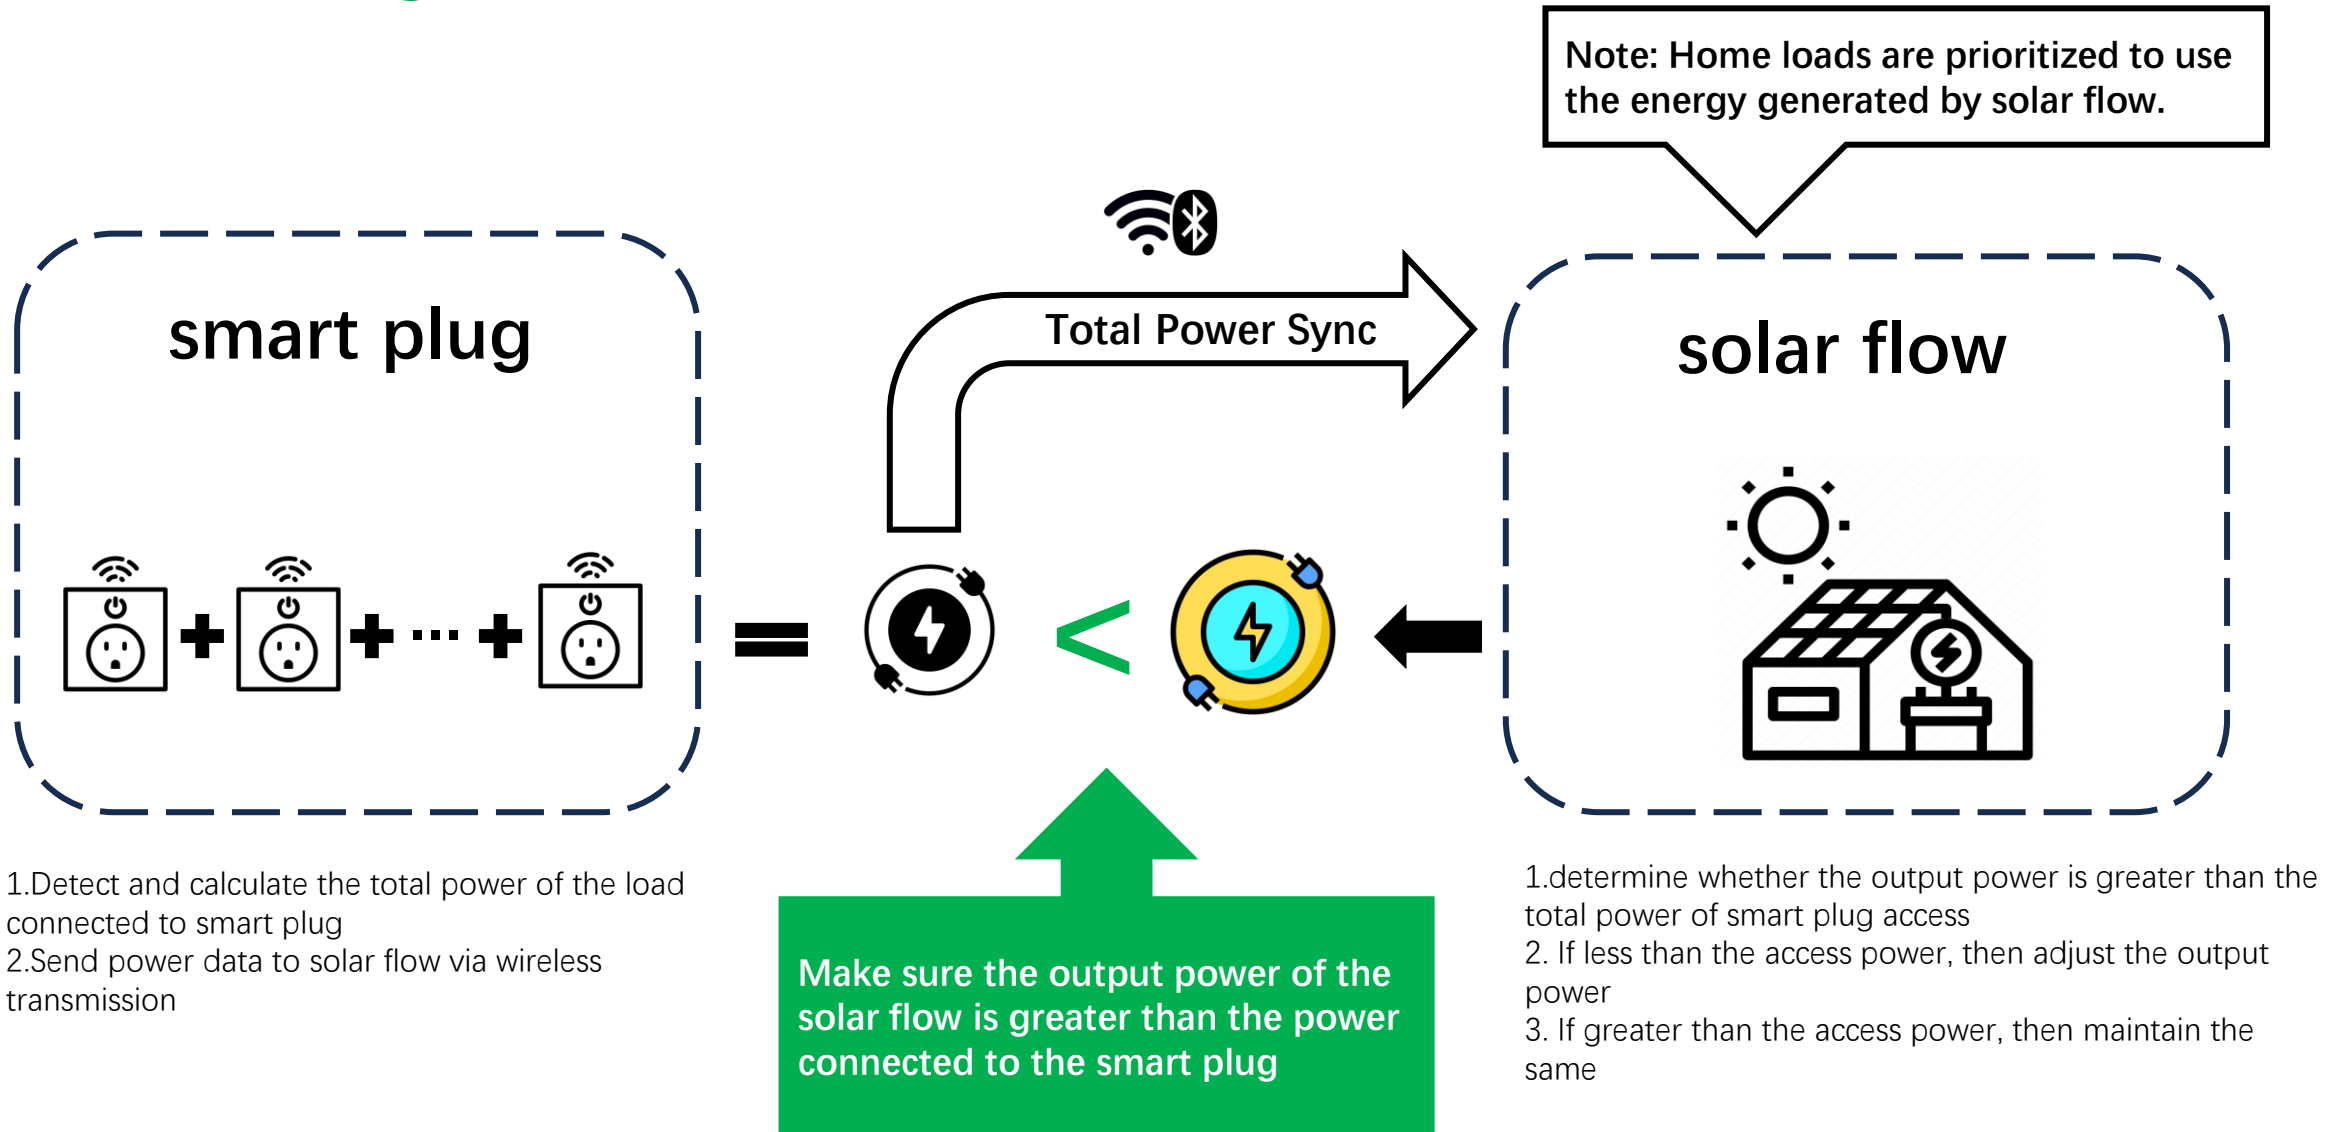 Note: Home loads are prioritized to use
the energy generated by solar flow.
smart plug
Total Power Sync
solar flow
+ + ··· +
=
<
1.Detect and calculate the total power of the load
connected to smart plug
2.Send power data to solar flow via wireless
transmission
Make sure the output power of the
solar flow is greater than the power
connected to the smart plug
1.determine whether the output power is greater than the
total power of smart plug access
2. If less than the access power, then adjust the output
power
3. If greater than the access power, then maintain the
same